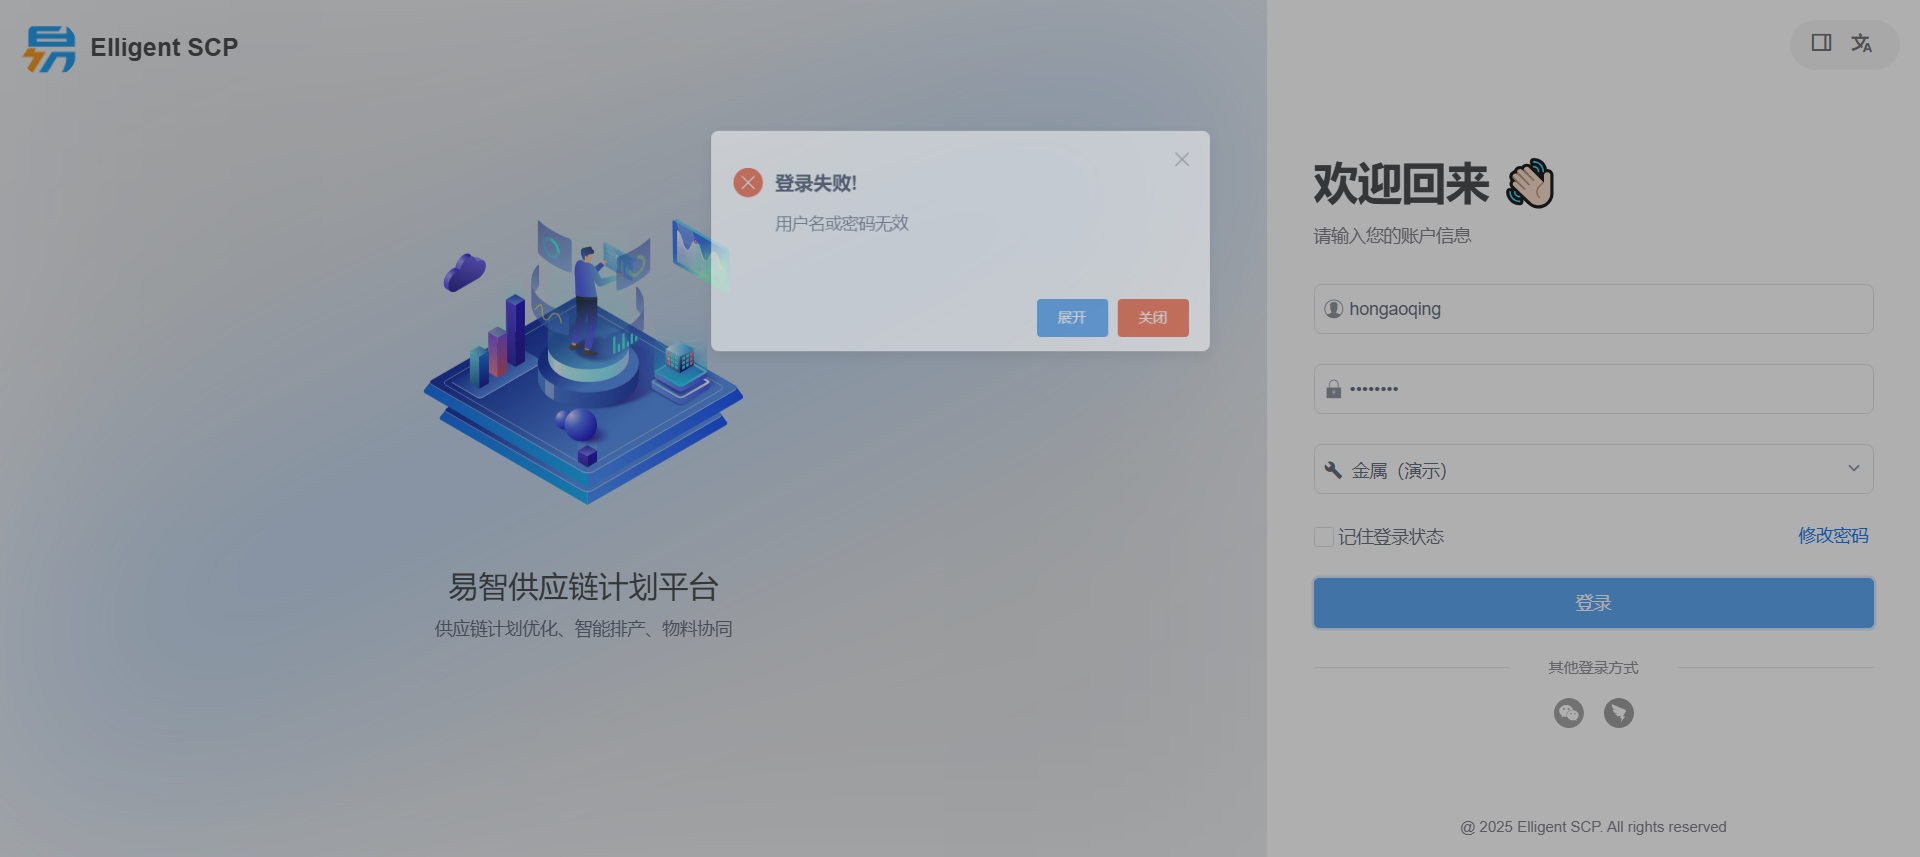 Elligent SCP
登录失败!
用户名或密码无效
展开
关闭
易智供应链计划平台
供应链计划优化、智能排产、物料协同
欢迎回来
请输入您的账户信息
hongaoqing
••••••••
金属（演示）
记住登录状态
修改密码
登录
其他登录方式
@ 2025 Elligent SCP. All rights reserved